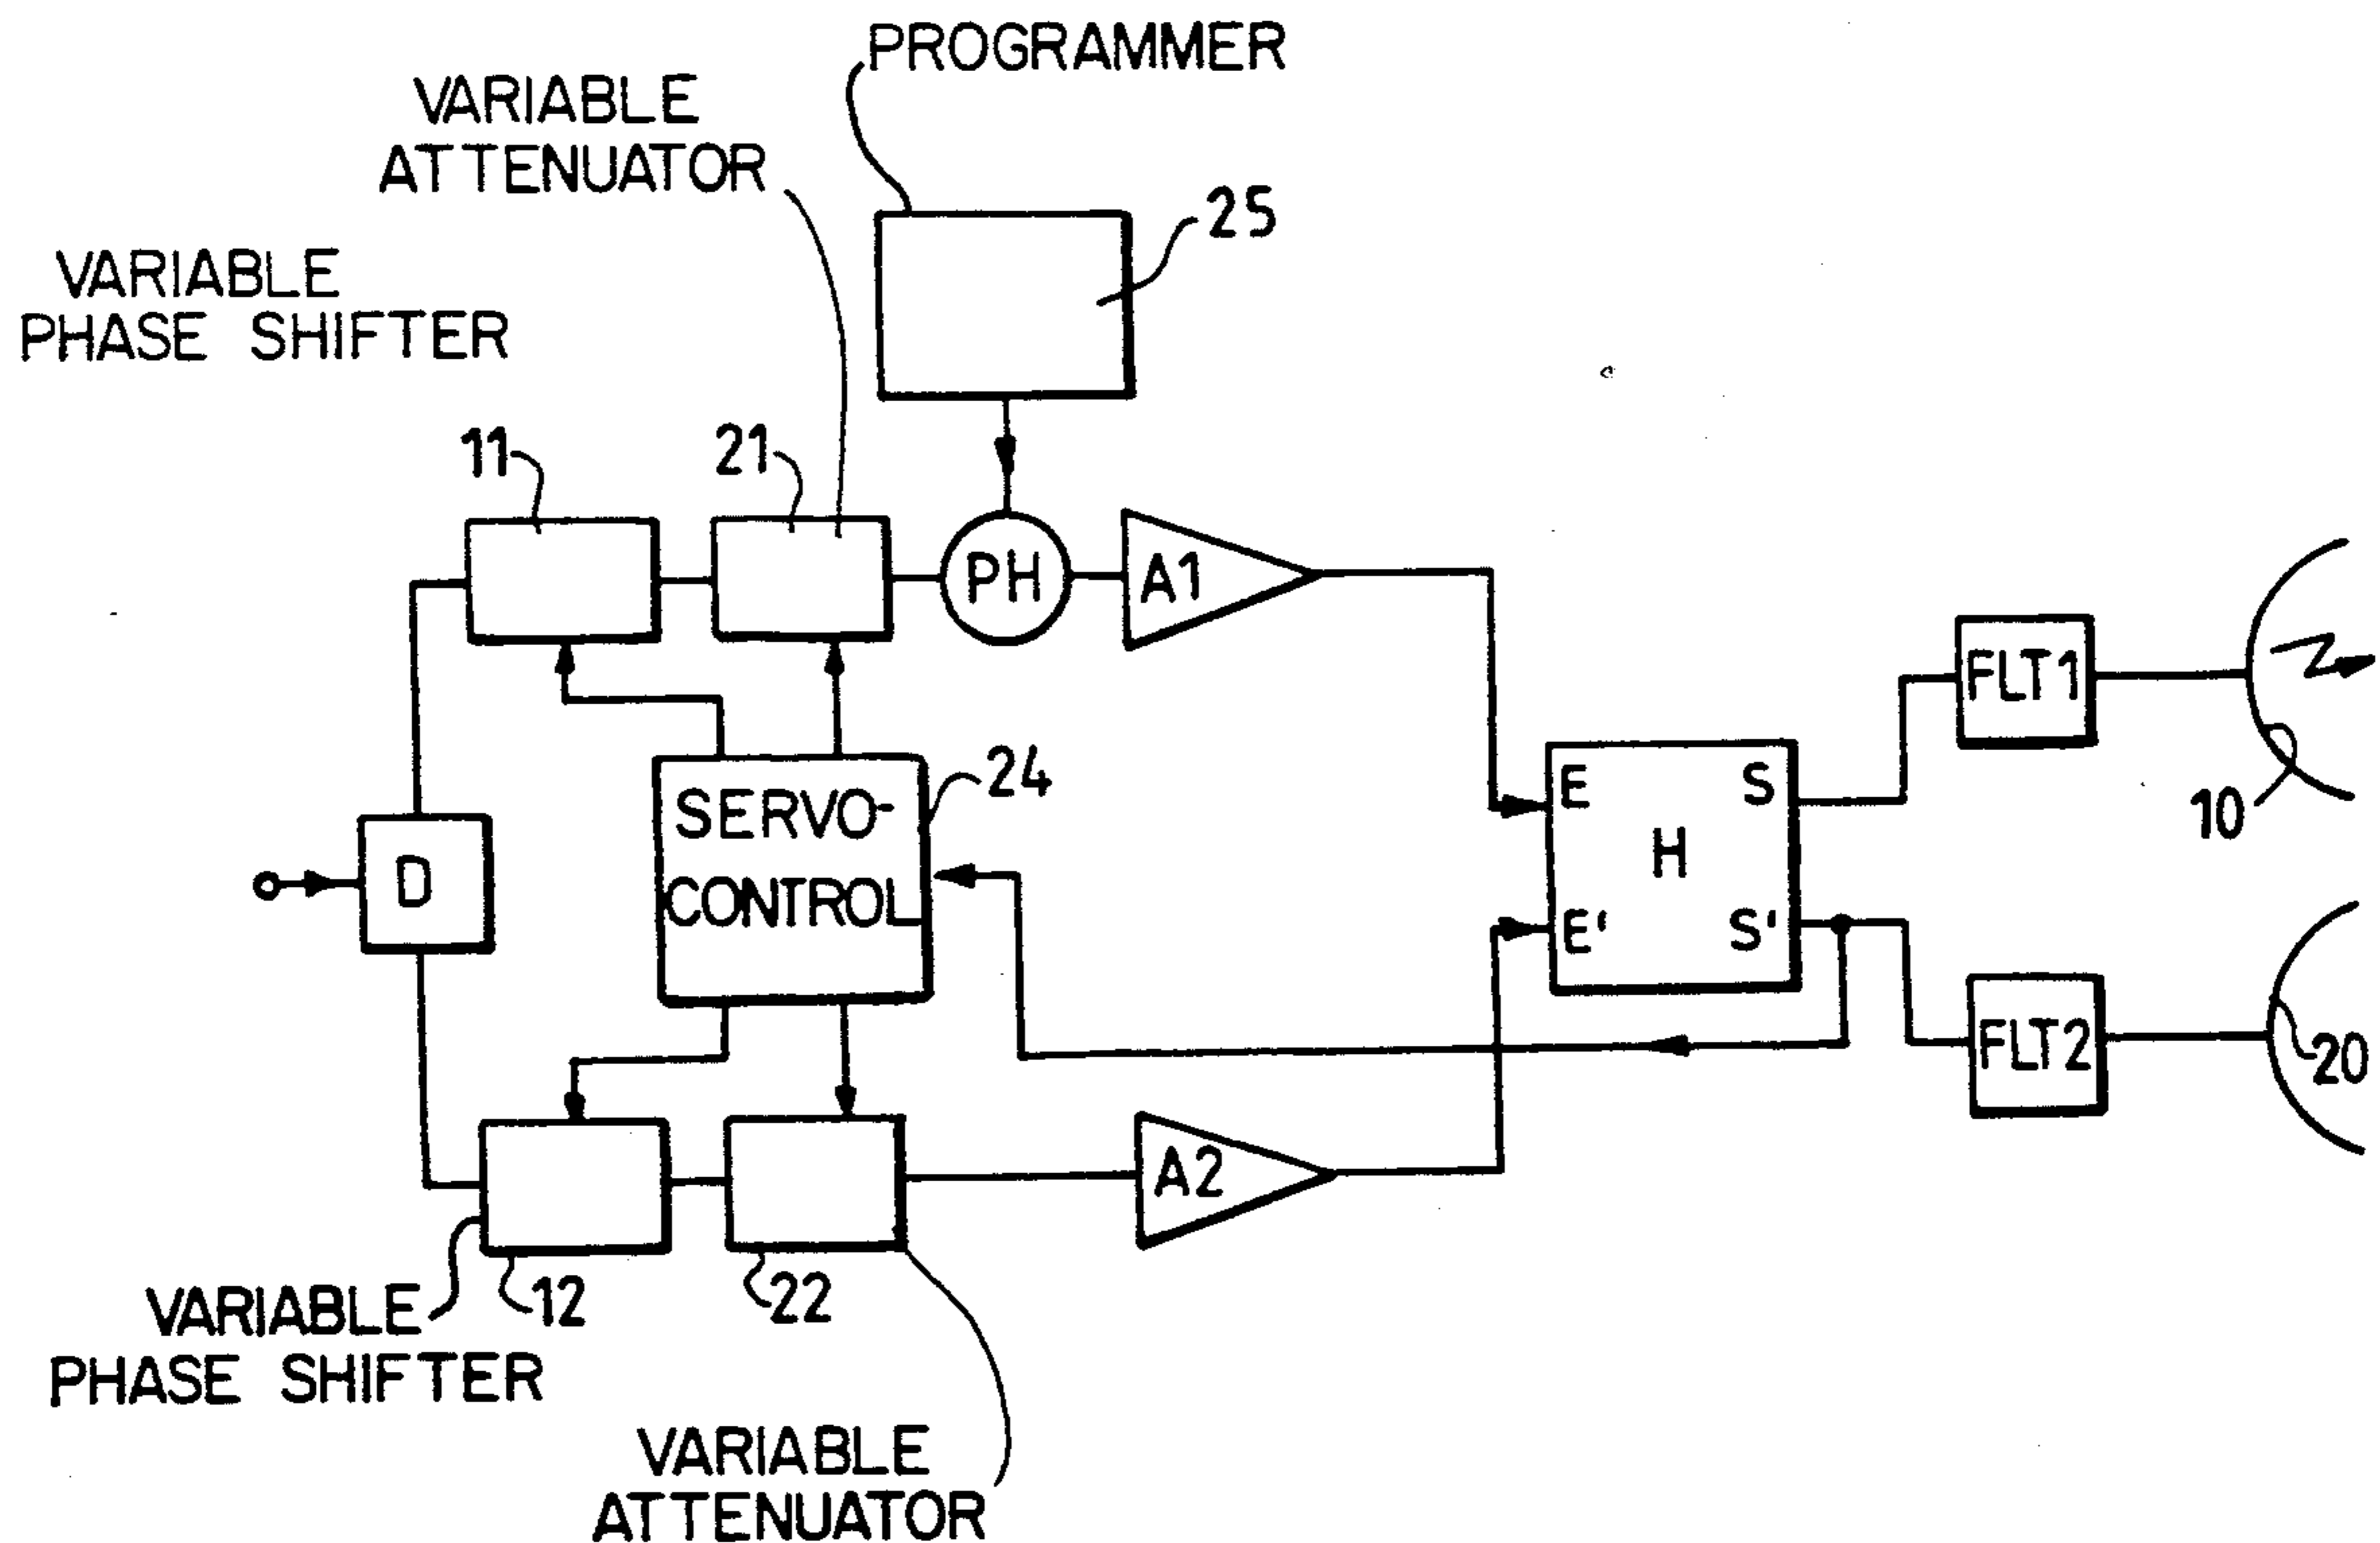 PROGRAMMER
VARIABLE
ATTENUATOR
25
VARIABLE
PHASE SHIFTER
11
21
PH
A1
FLT1
SERVO-
CONTROL
24
E
S
H
10
D
E'
S'
FLT2
20
A2
12
22
VARIABLE
PHASE SHIFTER
VARIABLE
ATTENUATOR